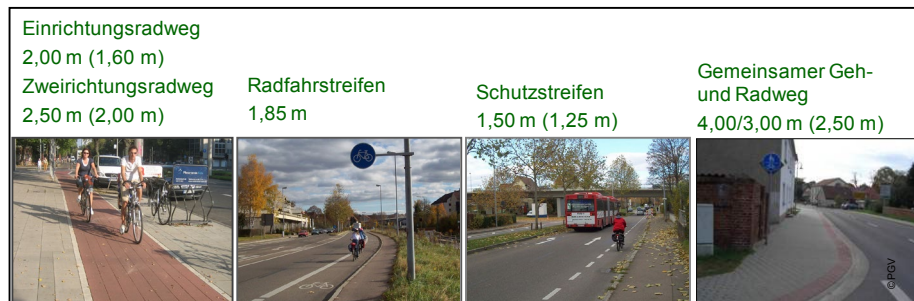 Einrichtungsradweg
2,00 m (1,60 m)
Zweirichtungsradweg
2,50 m (2,00 m)
Radfahrstreifen
1,85 m
Schutzstreifen
1,50 m (1,25 m)
Gemeinsamer Geh-
und Radweg
4,00/3,00 m (2,50 m)
©PGV